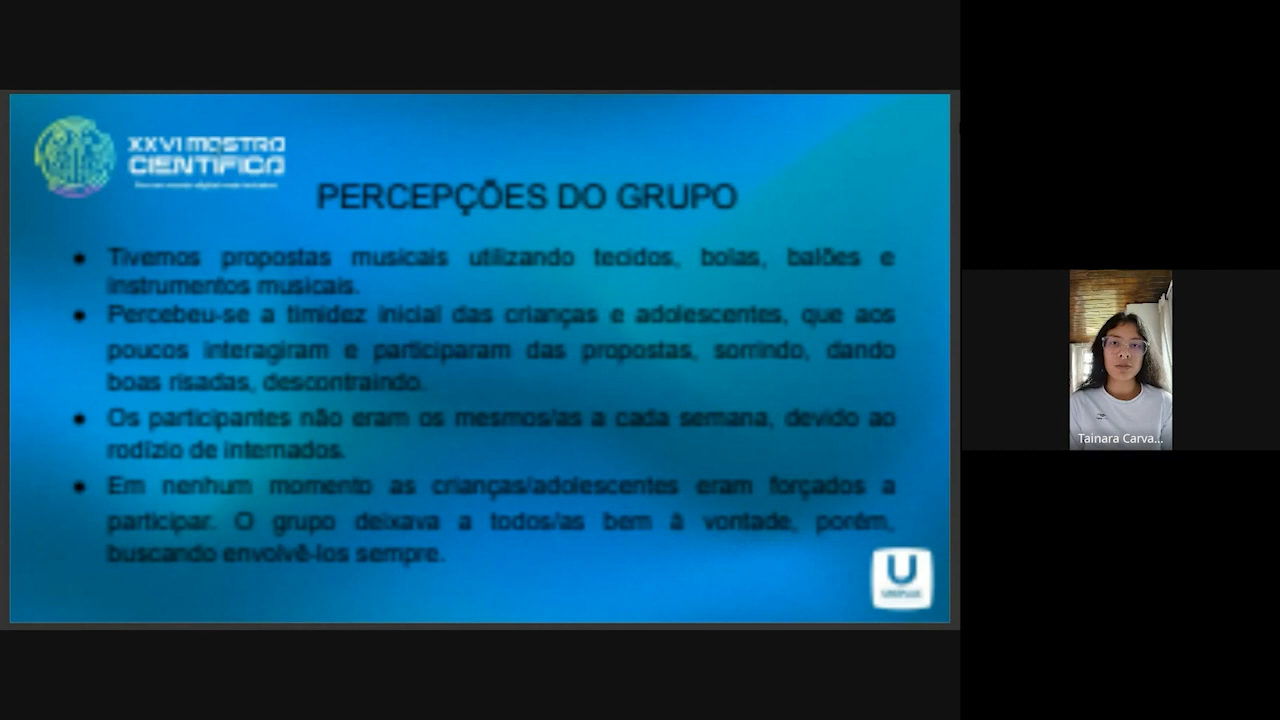 XXVI MOSTRA
CIENTÍFICA
PERCEPÇÕES DO GRUPO
● Tivemos propostas musicais utilizando tecidos, bolas, balões e
instrumentos musicais.
● Percebeu-se a timidez inicial das crianças e adolescentes, que aos
poucos interagiram e participaram das propostas, sorrindo, dando
boas risadas, descontraindo.
● Os participantes não eram os mesmos/as a cada semana, devido ao
rodízio de internados.
● Em nenhum momento as crianças/adolescentes eram forçados a
participar. O grupo deixava a todos/as bem à vontade, porém,
buscando envolvê-los sempre.
U
Tainara Carva...